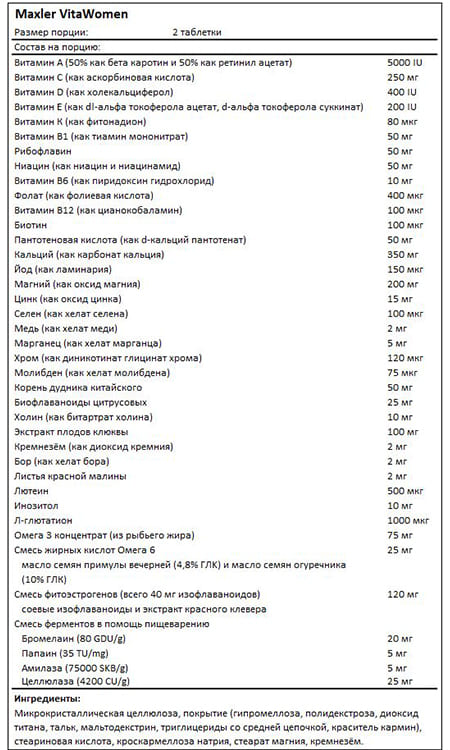 Maxler VitaWomen
Размер порции: 2 таблетки
Состав на порцию:
Витамин А (50% как бета каротин и 50% как ретинил ацетат) 5000 IU
Витамин С (как аскорбиновая кислота) 250 мг
Витамин D (как холекальциферол) 400 IU
Витамин Е (как dl-альфа токоферола ацетат, d-альфа токоферола суккинат) 200 IU
Витамин К (как фитонадион) 80 мкг
Витамин В1 (как тиамин мононитрат) 50 мг
Рибофлавин 50 мг
Ниацин (как ниацин и ниацинамид) 50 мг
Витамин В6 (как пиридоксин гидрохлорид) 10 мг
Фолат (как фолиевая кислота) 400 мкг
Витамин В12 (как цианокобаламин) 100 мкг
Биотин 100 мкг
Пантотеновая кислота (как d-кальций пантотенат) 50 мг
Кальций (как карбонат кальция) 350 мг
Йод (как ламинария) 150 мкг
Магний (как оксид магния) 200 мг
Цинк (как оксид цинка) 15 мг
Селен (как хелат селена) 100 мкг
Медь (как хелат меди) 2 мг
Марганец (как хелат марганца) 5 мг
Хром (как диникотинат глицинат хрома) 120 мкг
Молибден (как хелат молибдена) 75 мкг
Корень дудника китайского 50 мг
Биофлаваноиды цитрусовых 25 мг
Холин (как битартрат холина) 10 мг
Экстракт плодов клюквы 100 мг
Кремнезём (как диоксид кремния) 2 мг
Бор (как хелат бора) 2 мг
Листья красной малины 2 мг
Лютеин 500 мкг
Инозитол 10 мг
Л-глютатион 1000 мкг
Омега 3 концентрат (из рыбьего жира) 75 мг
Смесь жирных кислот Омега 6 25 мг
масло семян примулы вечерней (4,8% ГЛК) и масло семян огуречника
(10% ГЛК)
Смесь фитоэстрогенов (всего 40 мг изофлаваноидов) 120 мг
соевые изофлаваноиды и экстракт красного клевера
Смесь ферментов в помощь пищеварению
Бромелаин (80 GDU/g) 20 мг
Папаин (35 TU/mg) 5 мг
Амилаза (75000 SKB/g) 5 мг
Целлюлаза (4200 CU/g) 25 мг
Ингредиенты:
Микрокристаллическая целлюлоза, покрытие (гипромеллоза, полидекстроза, диоксид
титана, тальк, мальтодекстрин, триглицериды со средней цепочкой, краситель кармин),
стеариновая кислота, кроскармеллоза натрия, стеарат магния, кремнезём.